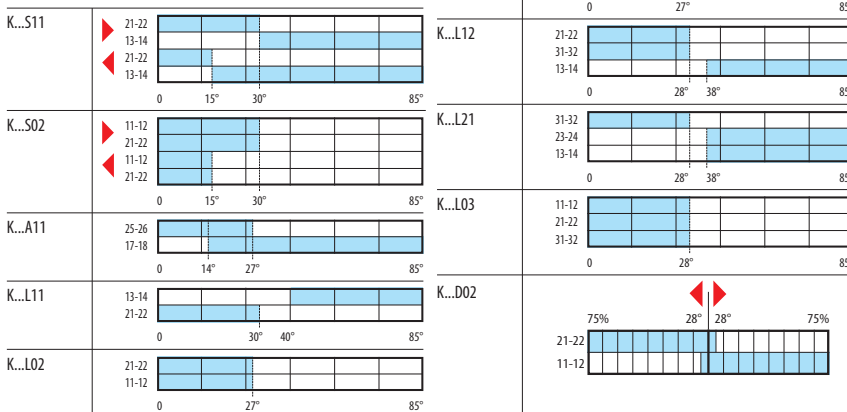 K...S11
21-22
13-14
21-22
13-14
0 15° 30° 85°
K...S02
11-12
21-22
11-12
21-22
0 15° 30° 85°
K...A11
25-26
17-18
0 14° 27° 85°
K...L11
13-14
21-22
30° 40° 85°
K...L02
21-22
11-12
0 27° 85°
0 27° 85
K...L12
21-22
31-32
13-14
0 28° 38° 85
K...L21
31-32
23-24
13-14
0 28° 38° 85
K...L03
11-12
21-22
31-32
0 28° 85
K...D02
75% 28° 28° 75%
21-22
11-12